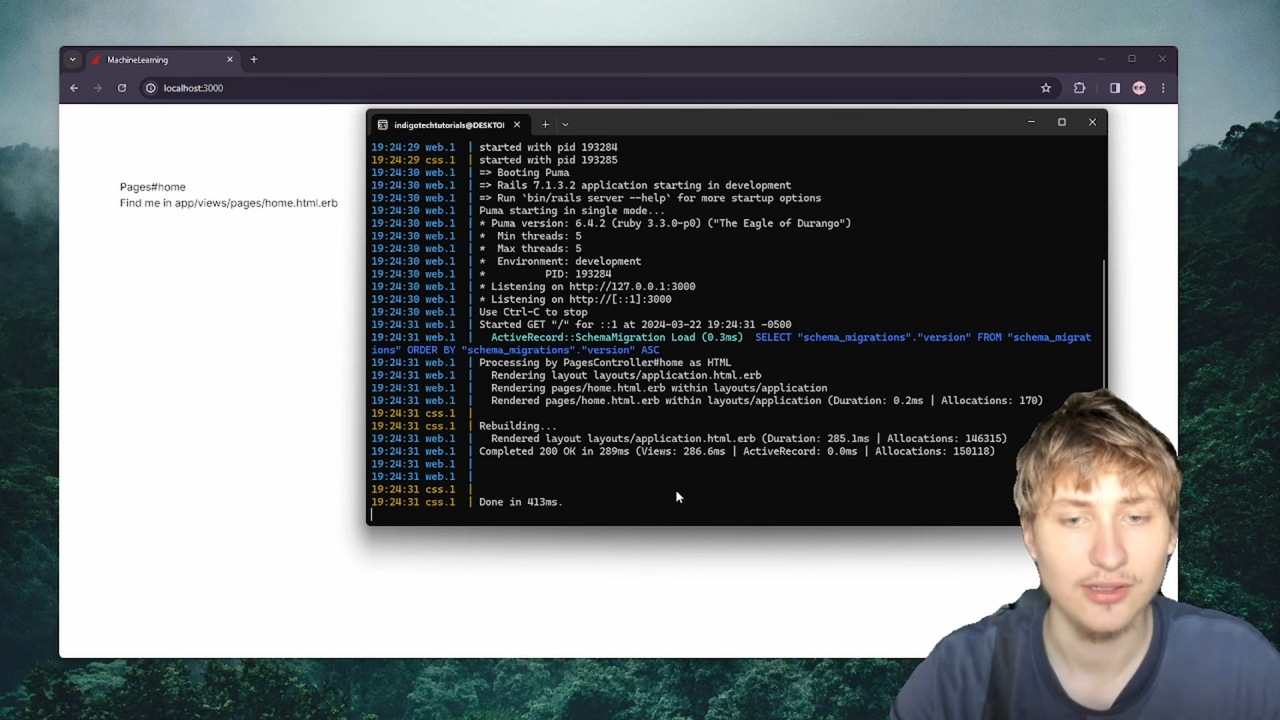 MachineLearning
localhost:3000
Pages#home
Find me in app/views/pages/home.html.erb
indigotechtutorials@DESKTOI
19:24:29 web.1 | started with pid 193284
19:24:29 css.1 | started with pid 193285
19:24:30 web.1 | => Booting Puma
19:24:30 web.1 | => Rails 7.1.3.2 application starting in development
19:24:30 web.1 | => Run `bin/rails server --help` for more startup options
19:24:30 web.1 | Puma starting in single mode...
19:24:30 web.1 | * Puma version: 6.4.2 (ruby 3.3.0-p0) ("The Eagle of Durango")
19:24:30 web.1 | *  Min threads: 5
19:24:30 web.1 | *  Max threads: 5
19:24:30 web.1 | *  Environment: development
19:24:30 web.1 | *          PID: 193284
19:24:30 web.1 | * Listening on http://127.0.0.1:3000
19:24:30 web.1 | * Listening on http://[::1]:3000
19:24:30 web.1 | Use Ctrl-C to stop
19:24:31 web.1 | Started GET "/" for ::1 at 2024-03-22 19:24:31 -0500
19:24:31 web.1 |   ActiveRecord::SchemaMigration Load (0.3ms)  SELECT "schema_migrations"."version" FROM "schema_migrat
ions" ORDER BY "schema_migrations"."version" ASC
19:24:31 web.1 | Processing by PagesController#home as HTML
19:24:31 web.1 |   Rendering layout layouts/application.html.erb
19:24:31 web.1 |   Rendering pages/home.html.erb within layouts/application
19:24:31 web.1 |   Rendered pages/home.html.erb within layouts/application (Duration: 0.2ms | Allocations: 170)
19:24:31 css.1 |
19:24:31 css.1 | Rebuilding...
19:24:31 web.1 |   Rendered layout layouts/application.html.erb (Duration: 285.1ms | Allocations: 146315)
19:24:31 web.1 | Completed 200 OK in 289ms (Views: 286.6ms | ActiveRecord: 0.0ms | Allocations: 150118)
19:24:31 web.1 |
19:24:31 web.1 |
19:24:31 css.1 |
19:24:31 css.1 | Done in 413ms.